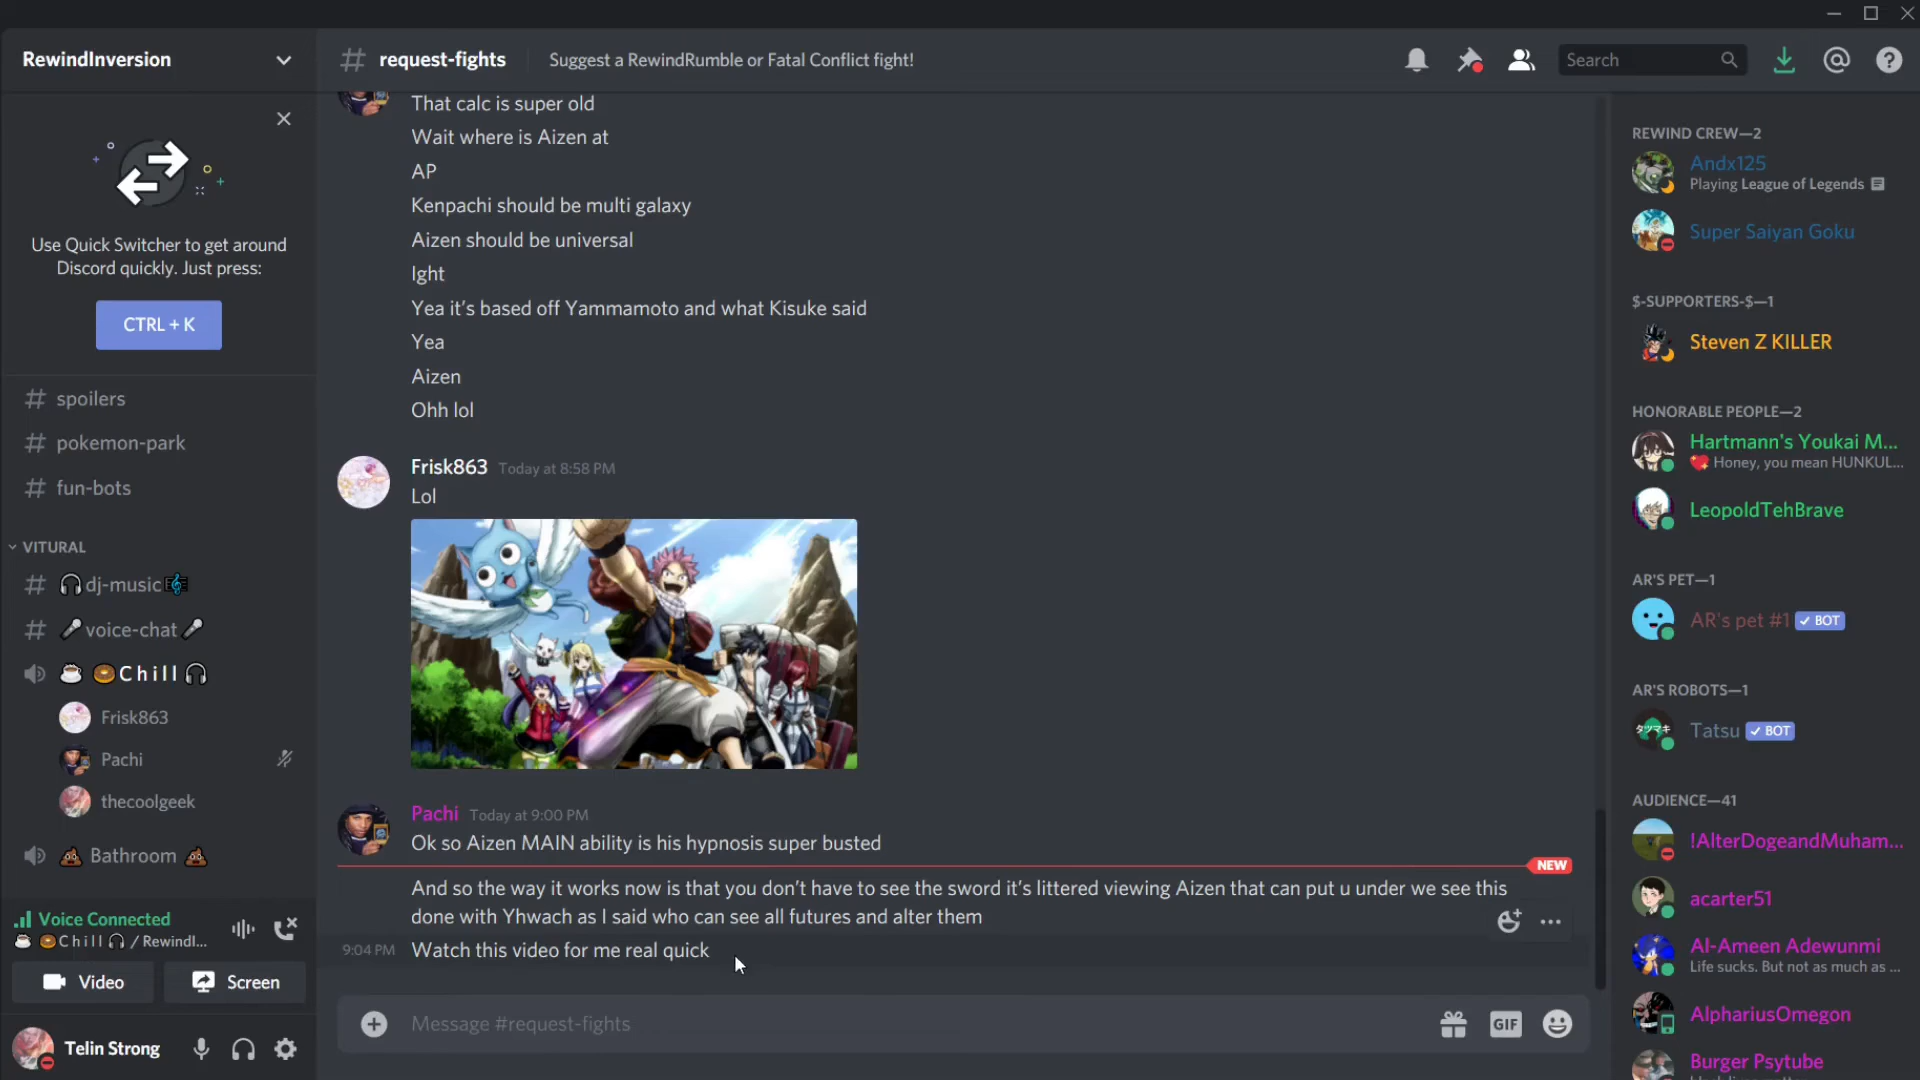 RewindInversion
request-fights
Suggest a RewindRumble or Fatal Conflict fight!
Search
Use Quick Switcher to get around
Discord quickly. Just press:
CTRL + K
spoilers
pokemon-park
fun-bots
VITURAL
dj-music
voice-chat
Chill
Frisk863
Pachi
thecoolgeek
Bathroom
Voice Connected
Chill / RewindI...
Video
Screen
Telin Strong
That calc is super old
Wait where is Aizen at
AP
Kenpachi should be multi galaxy
Aizen should be universal
Ight
Yea it's based off Yammamoto and what Kisuke said
Yea
Aizen
Ohh lol
Frisk863 Today at 8:58 PM
Lol
Pachi Today at 9:00 PM
Ok so Aizen MAIN ability is his hypnosis super busted
NEW
And so the way it works now is that you don't have to see the sword it's littered viewing Aizen that can put u under we see this
done with Yhwach as I said who can see all futures and alter them
9:04 PM Watch this video for me real quick
Message #request-fights
GIF
REWIND CREW—2
Andx125
Playing League of Legends
Super Saiyan Goku
$-SUPPORTERS-$—1
Steven Z KILLER
HONORABLE PEOPLE—2
Hartmann's Youkai M...
Honey, you mean HUNKUL...
LeopoldTehBrave
AR'S PET—1
AR's pet #1 BOT
AR'S ROBOTS—1
タツマキ
Tatsu BOT
AUDIENCE—41
!AlterDogeandMuham...
acarter51
Al-Ameen Adewunmi
Life sucks. But not as much as ...
AlphariusOmegon
Burger Psytube